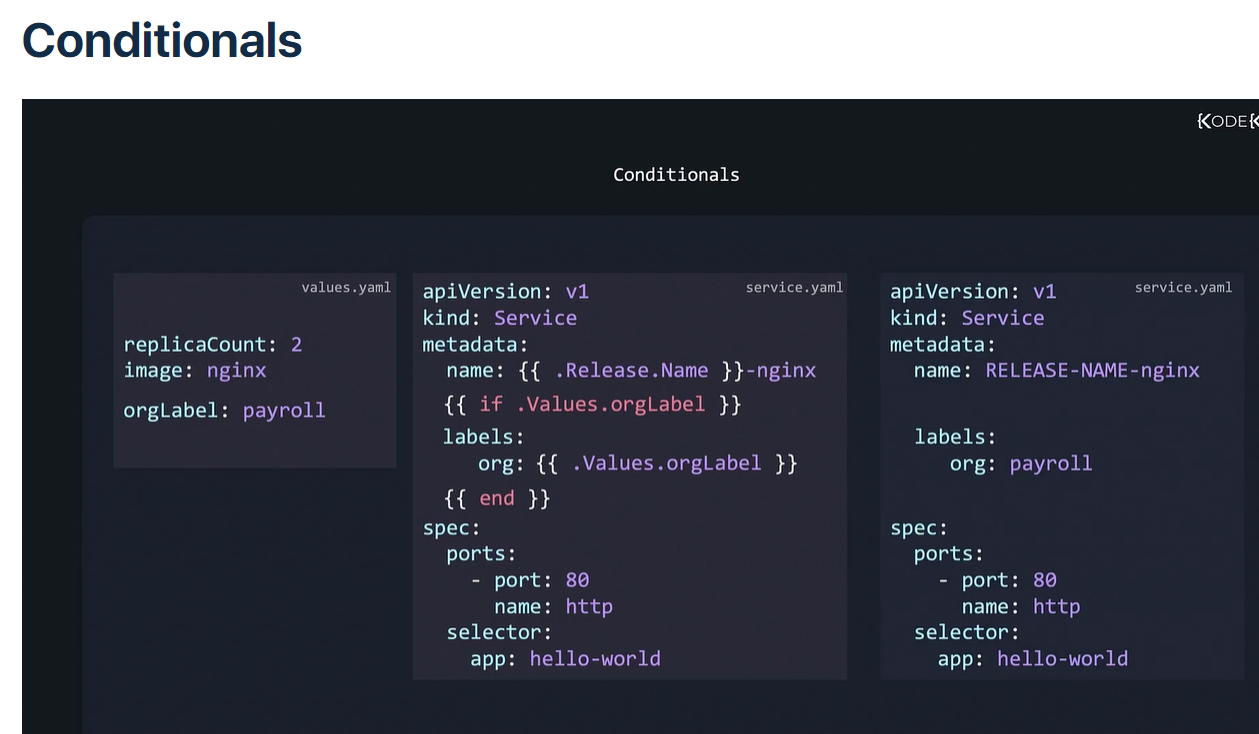 Conditionals
{KODE{K
Conditionals
values.yaml
replicaCount: 2
image: nginx
orgLabel: payroll
service.yaml
apiVersion: v1
kind: Service
metadata:
  name: {{ .Release.Name }}-nginx
  {{ if .Values.orgLabel }}
  labels:
     org: {{ .Values.orgLabel }}
  {{ end }}
spec:
  ports:
    - port: 80
      name: http
  selector:
    app: hello-world
service.yaml
apiVersion: v1
kind: Service
metadata:
  name: RELEASE-NAME-nginx
  labels:
     org: payroll
spec:
  ports:
    - port: 80
      name: http
  selector:
    app: hello-world